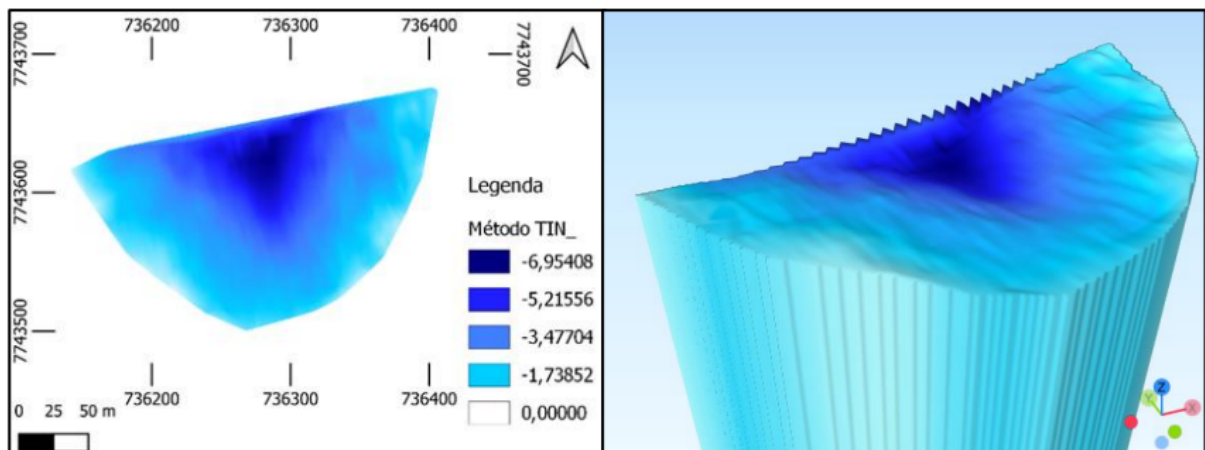 736200 736300 736400
7743700
7743700
7743600
Legenda
Método TIN_
-6,95408
-5,21556
7743500
-3,47704
-1,73852
736200 736300 736400
0,00000
0 25 50 m
Z
Y
X